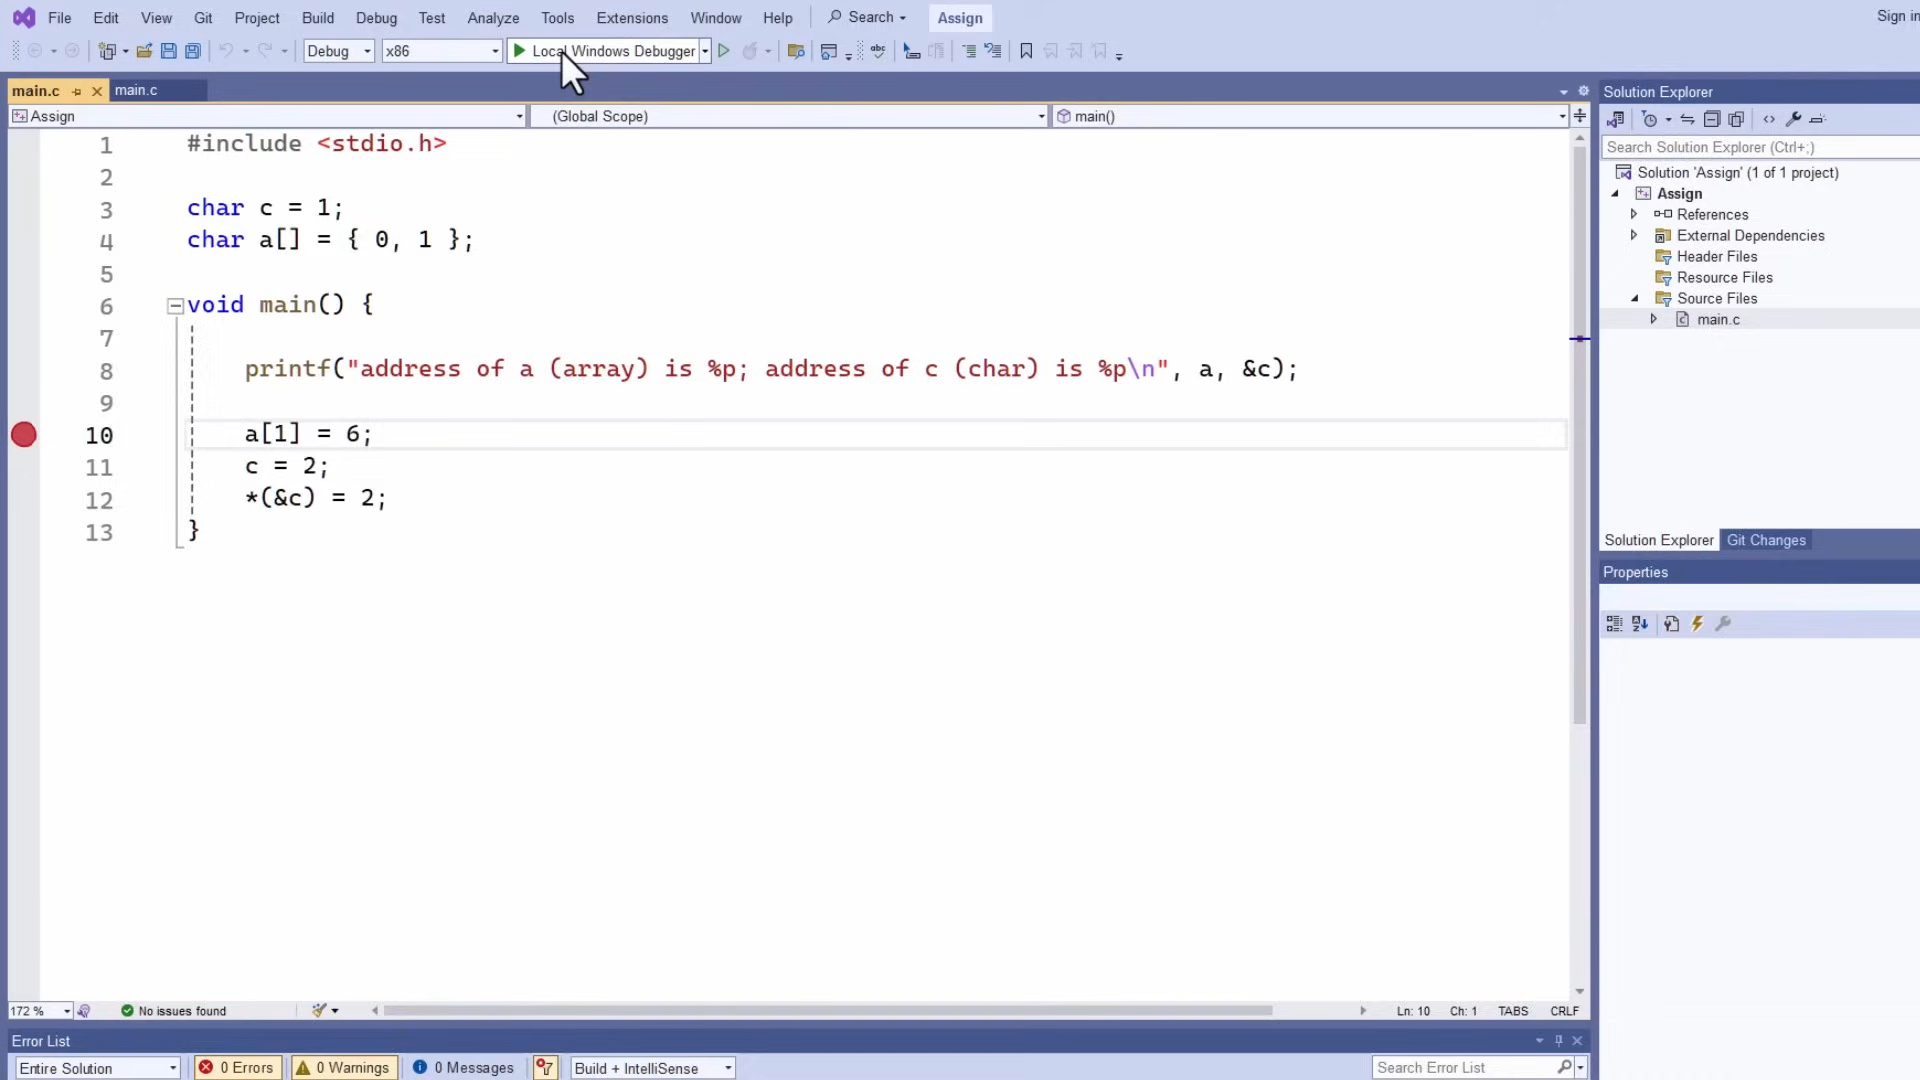 File Edit View Git Project Build Debug Test Analyze Tools Extensions Window Help Search Assign Sign in
Debug x86 Local Windows Debugger
main.c main.c
Assign (Global Scope) main()
1 #include <stdio.h>
2
3 char c = 1;
4 char a[] = { 0, 1 };
5
6 void main() {
7
8 printf("address of a (array) is %p; address of c (char) is %p\n", a, &c);
9
10 a[1] = 6;
11 c = 2;
12 *(&c) = 2;
13 }
172 % No issues found Ln: 10 Ch: 1 TABS CRLF
Error List
Entire Solution 0 Errors 0 Warnings 0 Messages Build + IntelliSense Search Error List
Solution Explorer
Search Solution Explorer (Ctrl+;)
Solution 'Assign' (1 of 1 project)
Assign
References
External Dependencies
Header Files
Resource Files
Source Files
main.c
Solution Explorer Git Changes
Properties